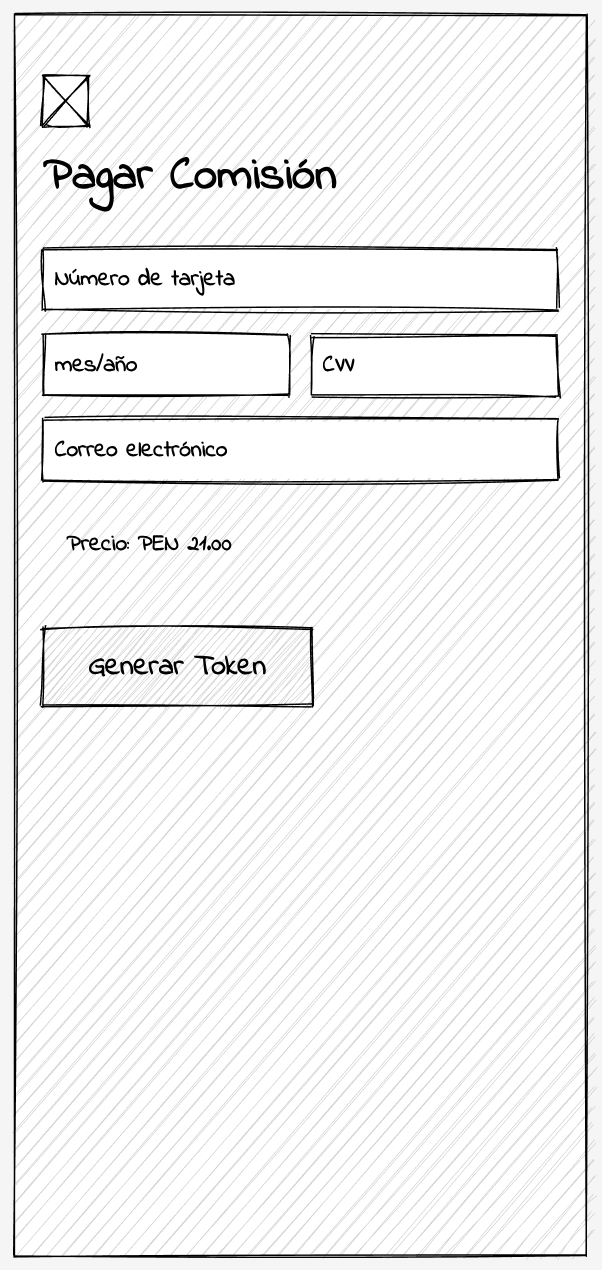 Pagar Comisión
Número de tarjeta
mes/año
CVV
Correo electrónico
Precio: PEN 21.00
Generar Token